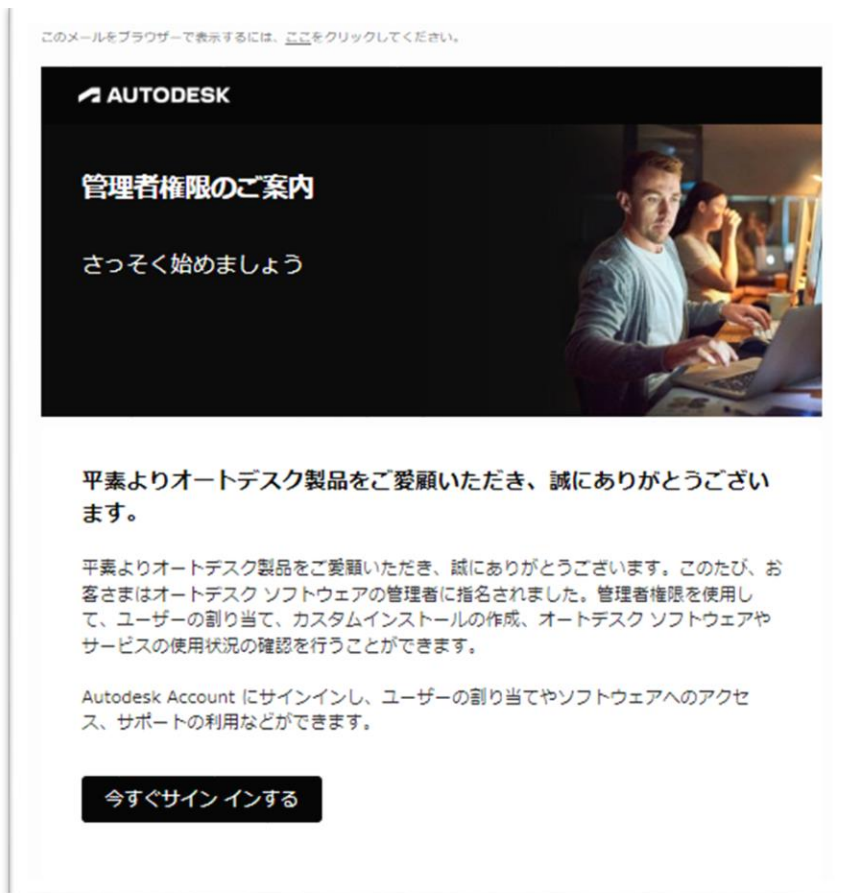 このメールをブラウザーで表示するには、ここをクリックしてください。
AUTODESK
管理者権限のご案内
さっそく始めましょう
平素よりオートデスク製品をご愛顧いただき、誠にありがとうござい
ます。
平素よりオートデスク製品をご愛顧いただき、誠にありがとうございます。このたび、お
客さまはオートデスク ソフトウェアの管理者に指名されました。管理者権限を使用し
て、ユーザーの割り当て、カスタムインストールの作成、オートデスク ソフトウェアや
サービスの使用状況の確認を行うことができます。
Autodesk Account にサインインし、ユーザーの割り当てやソフトウェアへのアクセ
ス、サポートの利用などができます。
今すぐサイン インする